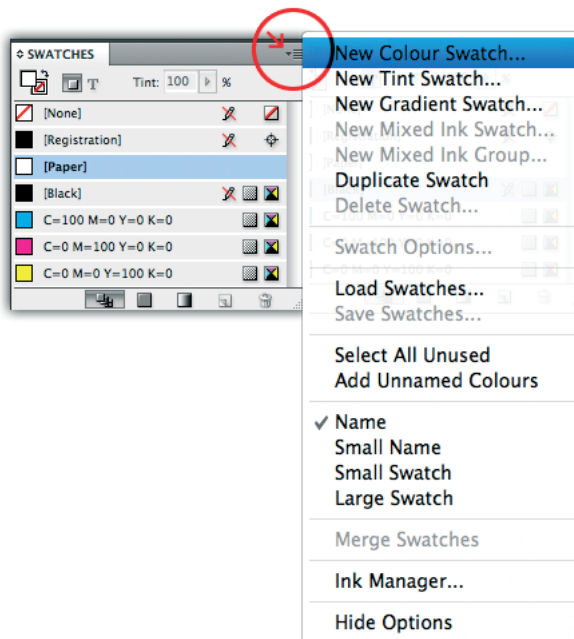 SWATCHES
T Tint: 100 %
[None]
[Registration]
[Paper]
[Black]
C=100 M=0 Y=0 K=0
C=0 M=100 Y=0 K=0
C=0 M=0 Y=100 K=0
New Colour Swatch...
New Tint Swatch...
New Gradient Swatch...
New Mixed Ink Swatch...
New Mixed Ink Group...
Duplicate Swatch
Delete Swatch...
Swatch Options...
Load Swatches...
Save Swatches...
Select All Unused
Add Unnamed Colours
Name
Small Name
Small Swatch
Large Swatch
Merge Swatches
Ink Manager...
Hide Options